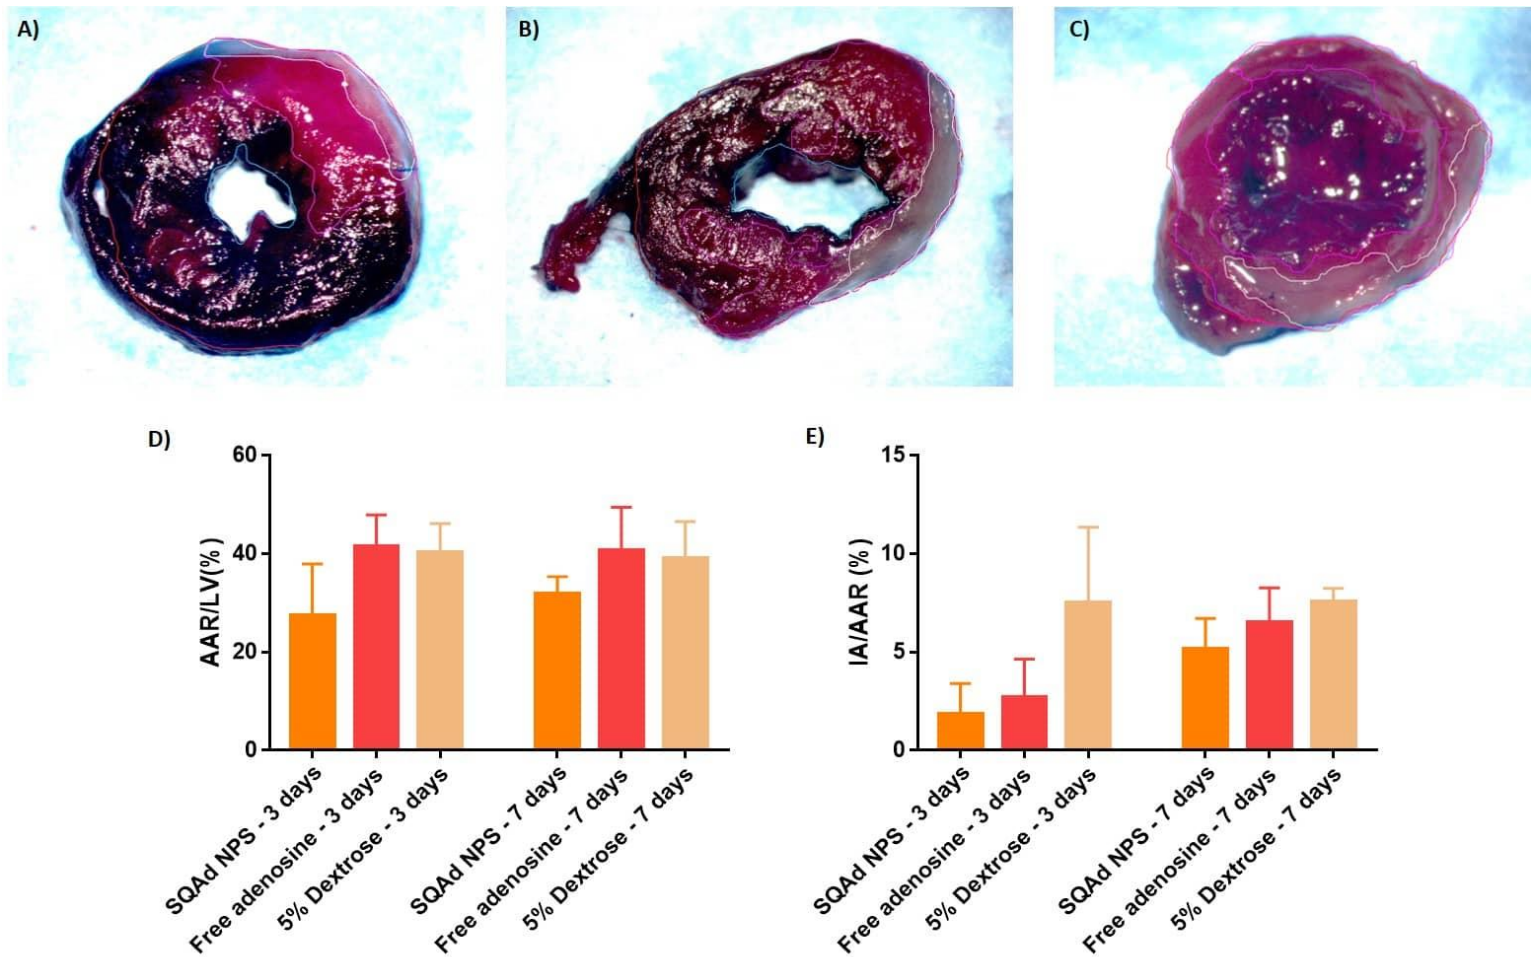 A)
B)
C)
D)
AAR/LV(%)
60
40
20
0
SQAd NPS - 3 days
Free adenosine - 3 days
5% Dextrose - 3 days
SQAd NPS - 7 days
Free adenosine - 7 days
5% Dextrose - 7 days
E)
IA/AAR (%)
15
10
5
0
SQAd NPS - 3 days
Free adenosine - 3 days
5% Dextrose - 3 days
SQAd NPS - 7 days
Free adenosine - 7 days
5% Dextrose - 7 days